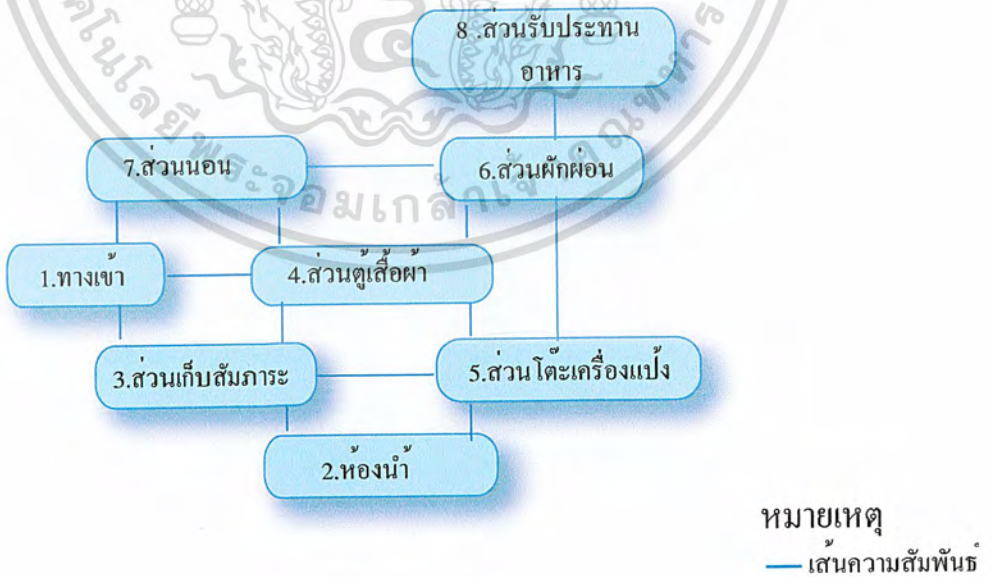 8 .ส่วนรับประทาน
อาหาร
7.ส่วนนอน
6.ส่วนผักผ่อน
1.ทางเข้า
4.ส่วนตู้เสื้อผ้า
3.ส่วนเก็บสัมภาระ
5.ส่วนโต๊ะเครื่องแป้ง
2.ห้องน้ำ
หมายเหตุ
เส้นความสัมพันธ์